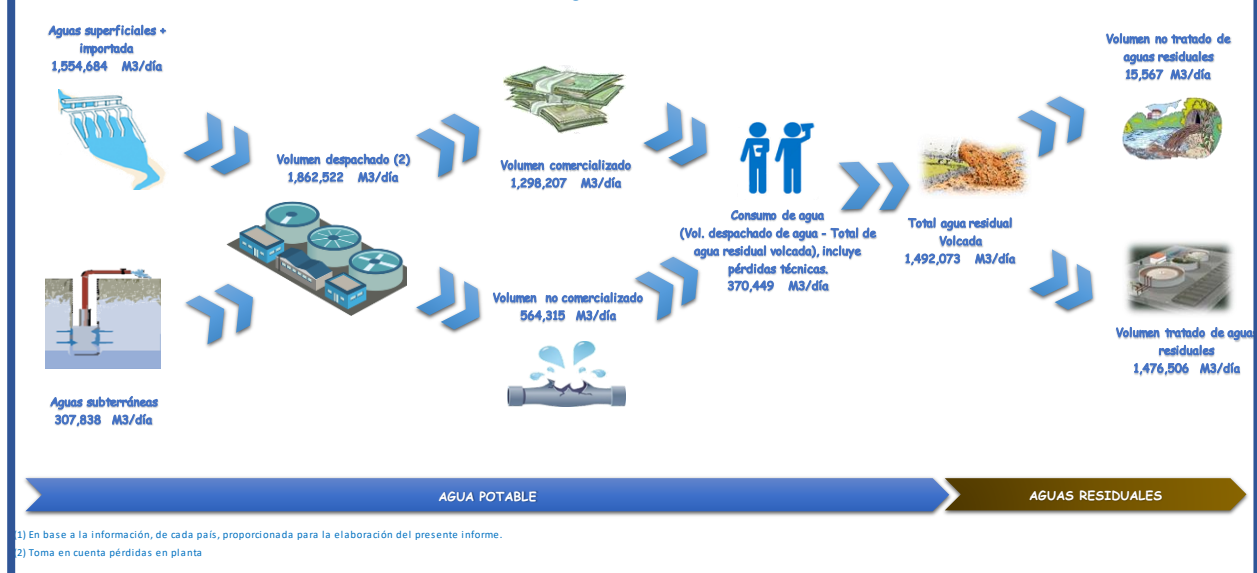 Aguas superficiales +
importada
1,554,684 M3/día
Volumen despachado (2)
1,862,522 M3/día
Aguas subterráneas
307,838 M3/día
Volumen comercializado
1,298,207 M3/día
Volumen no comercializado
564,315 M3/día
Consumo de agua
(Vol. despachado de agua - Total de
agua residual volcada), incluye
pérdidas técnicas.
370,449 M3/día
Total agua residual
Volcada
1,492,073 M3/día
Volumen no tratado de
aguas residuales
15,567 M3/día
Volumen tratado de aguas
residuales
1,476,506 M3/día
AGUA POTABLE
AGUAS RESIDUALES
(1) En base a la información, de cada país, proporcionada para la elaboración del presente informe.
(2) Toma en cuenta pérdidas en planta